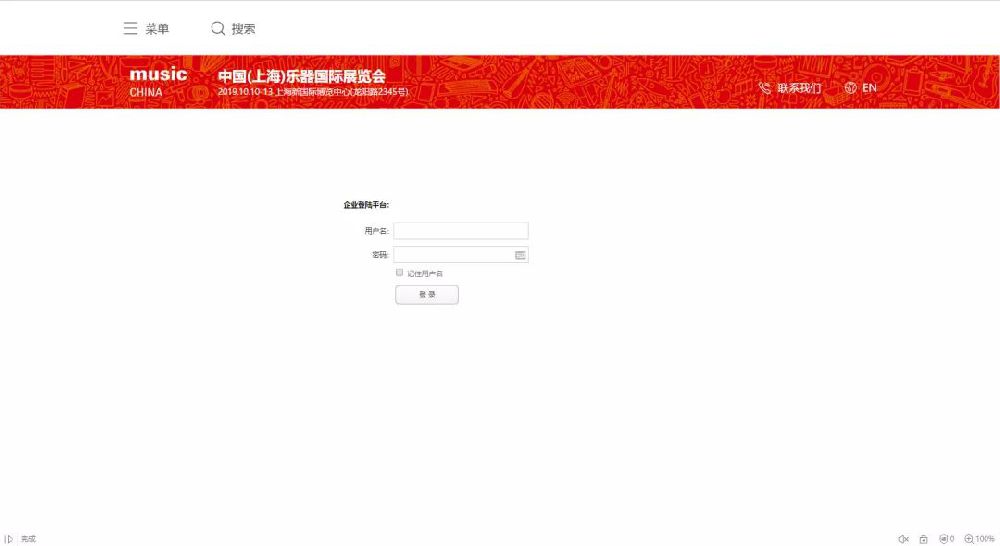 菜单
搜索
music
CHINA
中国(上海)乐器国际展览会
2019.10.10-13 上海新国际博览中心(龙阳路2345号)
联系我们
EN
企业登陆平台:
用户名:
密码:
记住用户名
登 录
完成
0
100%